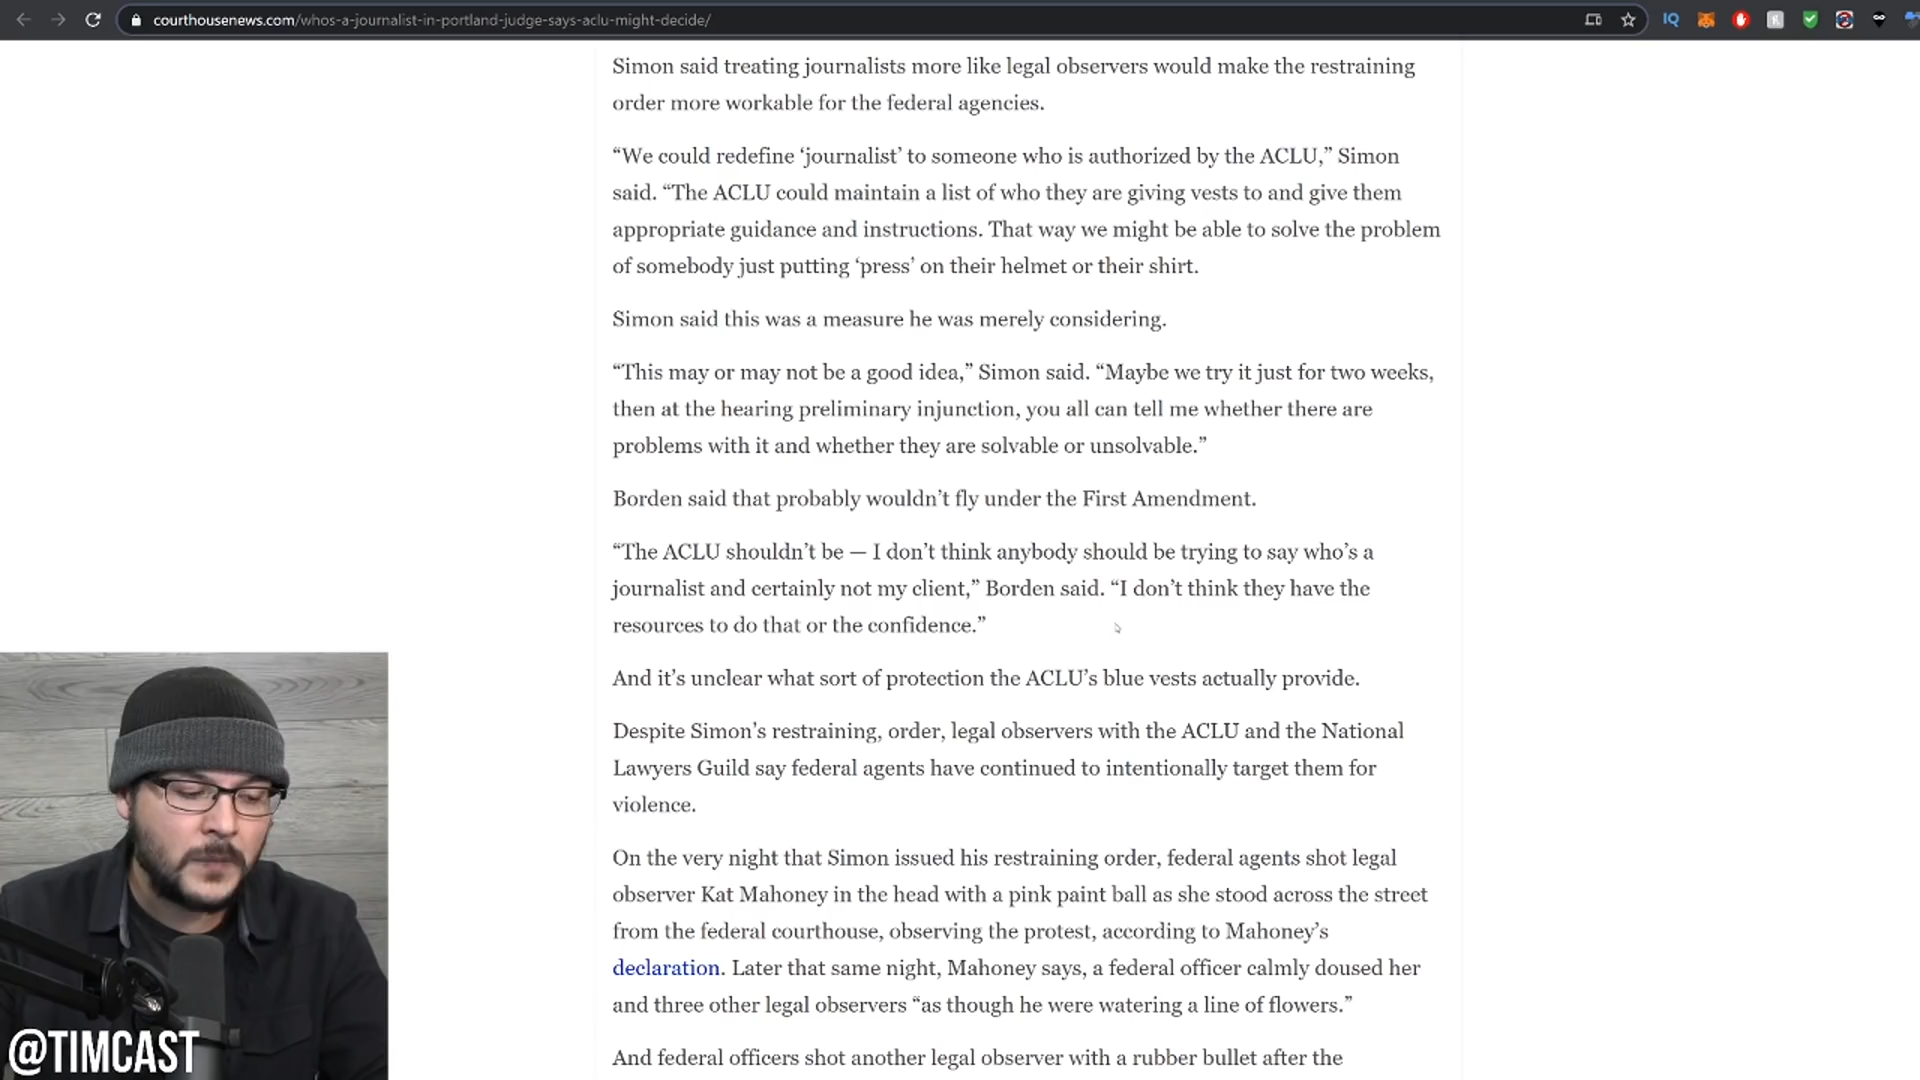 courthousenews.com/whos-a-journalist-in-portland-judge-says-aclu-might-decide/
IQ
Simon said treating journalists more like legal observers would make the restraining
order more workable for the federal agencies.
“We could redefine ‘journalist’ to someone who is authorized by the ACLU,” Simon
said. “The ACLU could maintain a list of who they are giving vests to and give them
appropriate guidance and instructions. That way we might be able to solve the problem
of somebody just putting ‘press’ on their helmet or their shirt.
Simon said this was a measure he was merely considering.
“This may or may not be a good idea,” Simon said. “Maybe we try it just for two weeks,
then at the hearing preliminary injunction, you all can tell me whether there are
problems with it and whether they are solvable or unsolvable.”
Borden said that probably wouldn’t fly under the First Amendment.
“The ACLU shouldn’t be — I don’t think anybody should be trying to say who’s a
journalist and certainly not my client,” Borden said. “I don’t think they have the
resources to do that or the confidence.”
And it’s unclear what sort of protection the ACLU’s blue vests actually provide.
Despite Simon’s restraining, order, legal observers with the ACLU and the National
Lawyers Guild say federal agents have continued to intentionally target them for
violence.
On the very night that Simon issued his restraining order, federal agents shot legal
observer Kat Mahoney in the head with a pink paint ball as she stood across the street
from the federal courthouse, observing the protest, according to Mahoney’s
declaration. Later that same night, Mahoney says, a federal officer calmly doused her
and three other legal observers “as though he were watering a line of flowers.”
And federal officers shot another legal observer with a rubber bullet after the
@TIMCAST